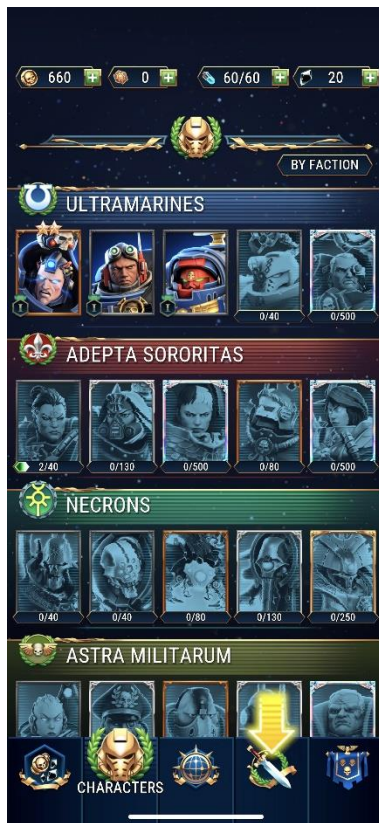 660 0 60/60 20
BY FACTION
ULTRAMARINES
I I I 0/40 0/500
ADEPTA SORORITAS
2/40 0/130 0/500 0/80 0/500
NECRONS
0/40 0/40 0/80 0/130 0/250
ASTRA MILITARUM
CHARACTERS